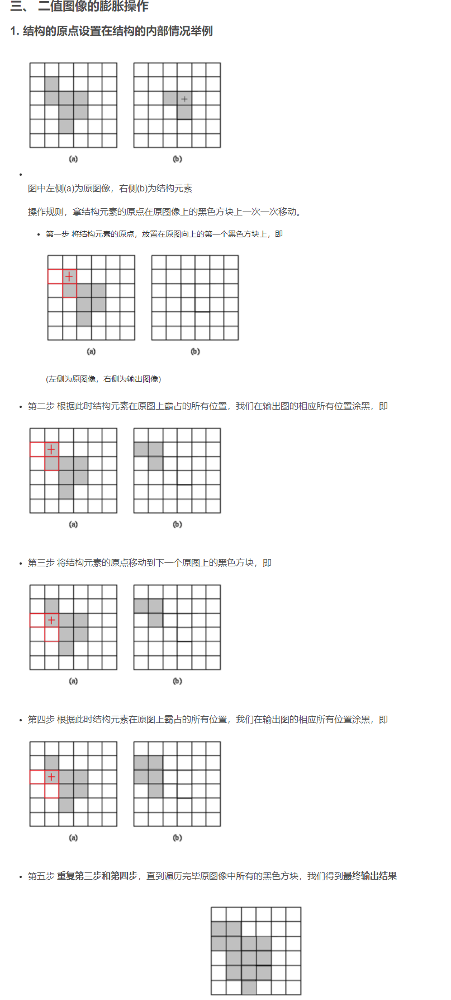 三、 二值图像的膨胀操作
1. 结构的原点设置在结构的内部情况举例
(a) (b)
图中左侧(a)为原图像，右侧(b)为结构元素
操作规则，拿结构元素的原点在原图像上的黑色方块上一次一次移动。
第一步 将结构元素的原点，放置在原图向上的第一个黑色方块上，即
(a) (b)
(左侧为原图像，右侧为输出图像)
第二步 根据此时结构元素在原图上霸占的所有位置，我们在输出图的相应所有位置涂黑，即
(a) (b)
第三步 将结构元素的原点移动到下一个原图上的黑色方块，即
(a) (b)
第四步 根据此时结构元素在原图上霸占的所有位置，我们在输出图的相应所有位置涂黑，即
(a) (b)
第五步 重复第三步和第四步，直到遍历完毕原图像中所有的黑色方块，我们得到最终输出结果